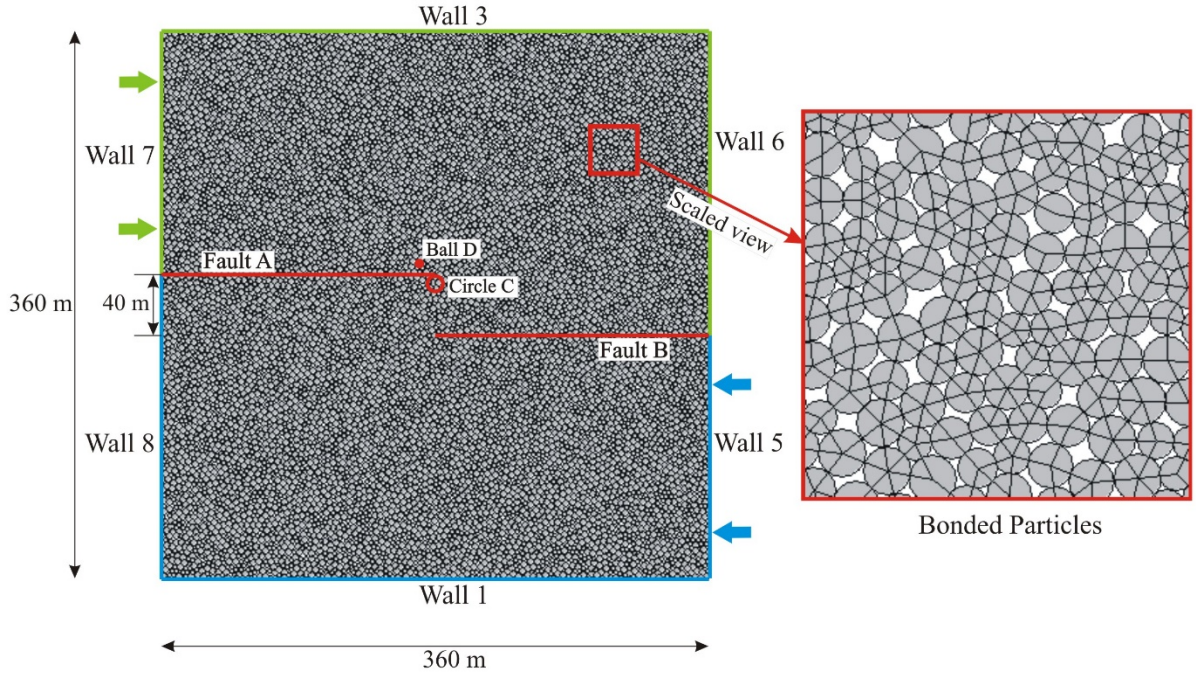 Wall 3
Wall 7
Wall 6
Scaled view
Ball D
Fault A
Circle C
360 m
40 m
Fault B
Wall 8
Wall 5
Bonded Particles
Wall 1
360 m